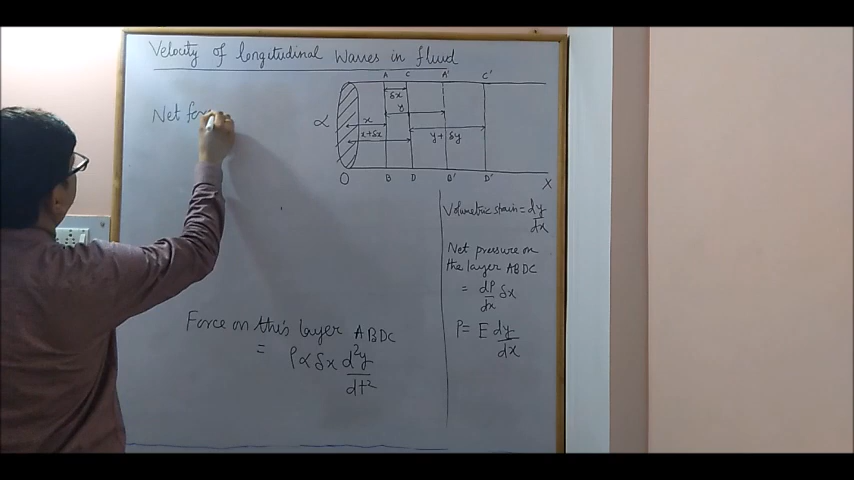 Velocity of longitudinal Waves in fluid
A C A' C'
δx
y
Net for
α
x
x+δx
y+δy
O B D B' D' X
Volumetric strain = dy/dx
Net pressure on
the layer ABDC
= dP/dx δx
P = E dy/dx
Force on this layer ABDC
= ρ α δx d²y/dt²